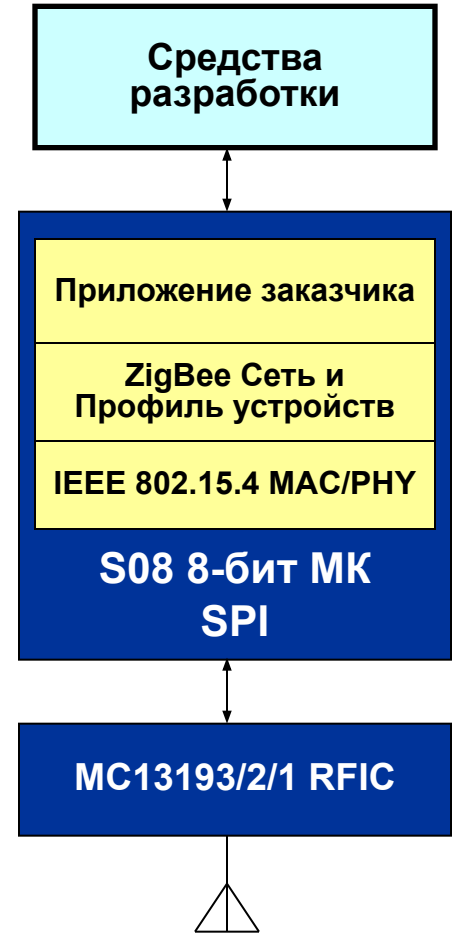 Средства
разработки
Приложение заказчика
ZigBee Сеть и
Профиль устройств
IEEE 802.15.4 MAC/PHY
S08 8-бит МК
SPI
MC13193/2/1 RFIC